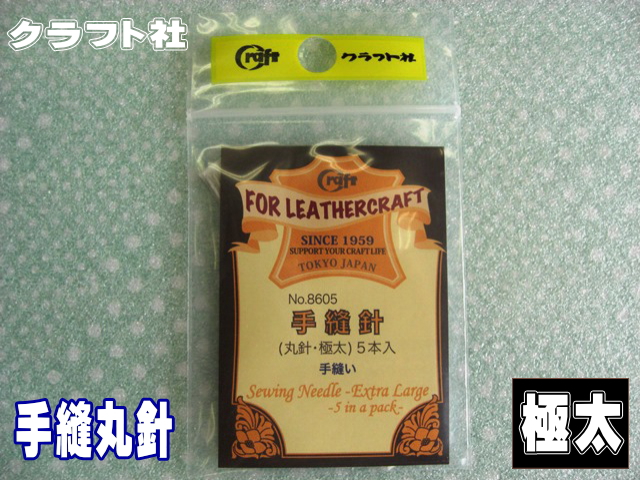 クラフト社
Craft クラフト社
Craft
FOR LEATHERCRAFT
SINCE 1959
SUPPORT YOUR CRAFT LIFE
TOKYO JAPAN
No.8605
手縫針
(丸針・極太)5本入
手縫い
Sewing Needle -Extra Large
-5 in a pack-
手縫丸針
極太